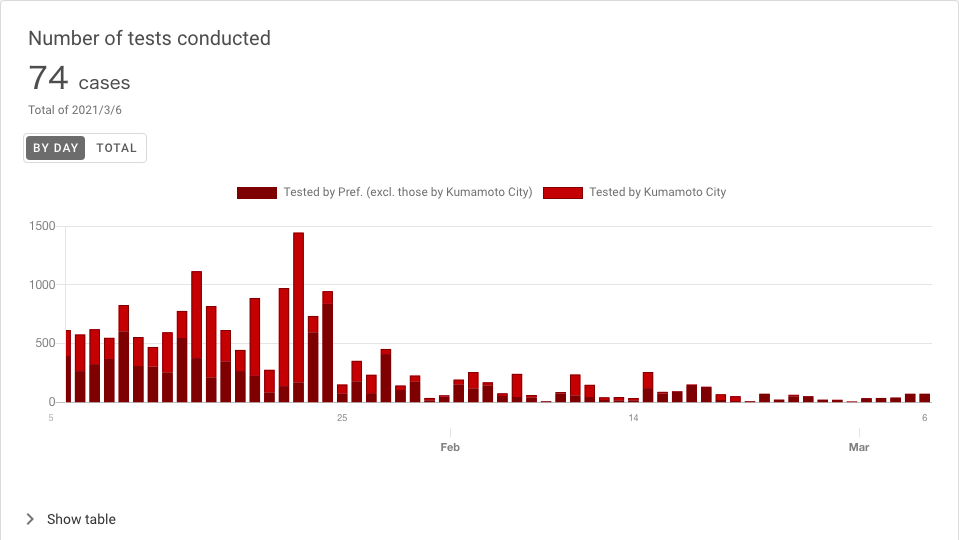 Number of tests conducted
74 cases
Total of 2021/3/6
BY DAY TOTAL
Tested by Pref. (excl. those by Kumamoto City) Tested by Kumamoto City
1500
1000
500
0
5 25 14 6
Feb Mar
Show table